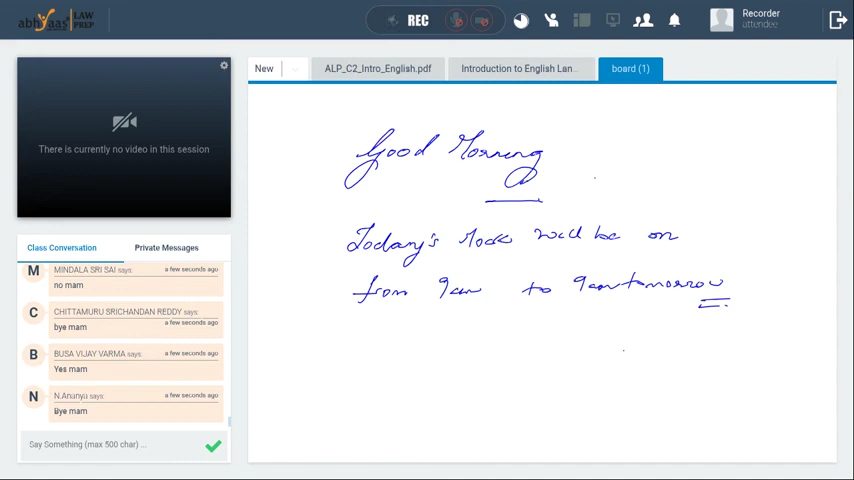 abhyaas LAW PREP
REC
Recorder
attendee
There is currently no video in this session
Class Conversation Private Messages
M MINDALA SRI SAI says: a few seconds ago
no mam
C CHITTAMURU SRICHANDAN REDDY says: a few seconds ago
bye mam
B BUSA VIJAY VARMA says: a few seconds ago
Yes mam
N N.Ananya says: a few seconds ago
Bye mam
Say Something (max 500 char) ...
New ALP_C2_Intro_English.pdf Introduction to English Lan... board (1)
Good Morning
Today's Mock will be on
from 9am to 9am tomorrow